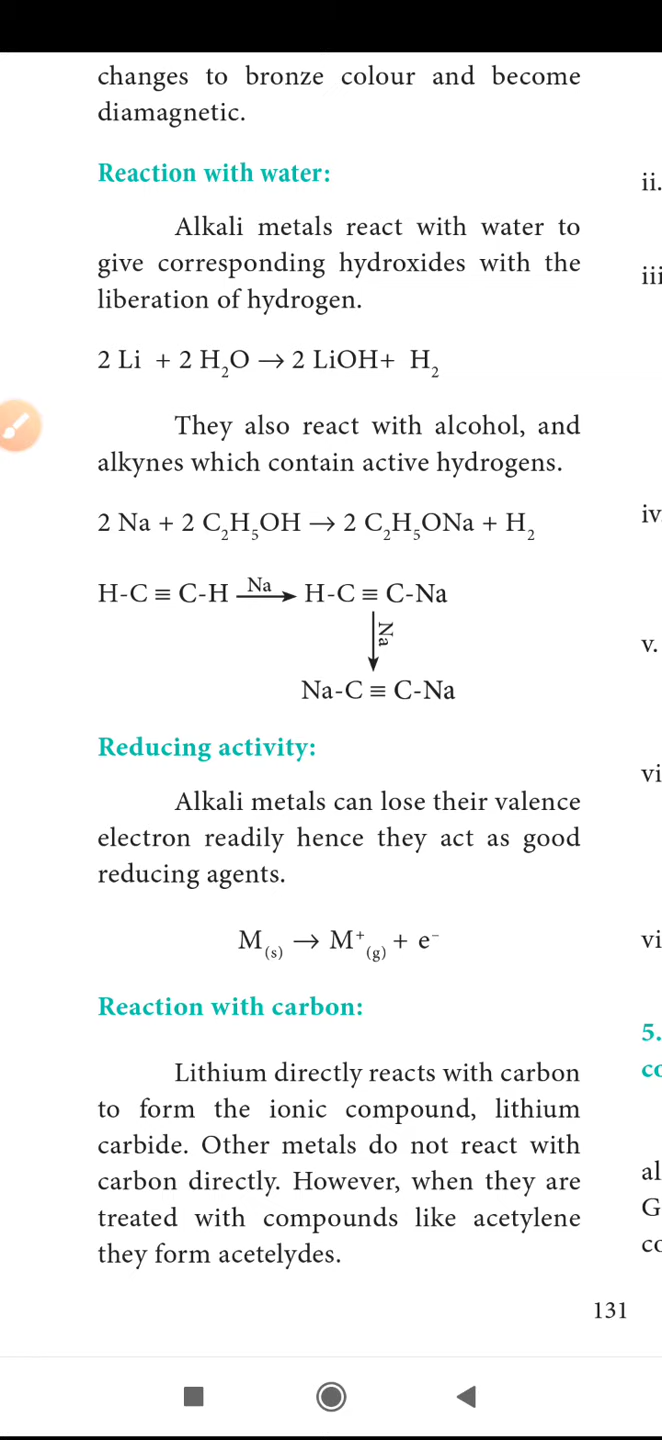 changes to bronze colour and become
diamagnetic.
Reaction with water:
Alkali metals react with water to
give corresponding hydroxides with the
liberation of hydrogen.
2 Li + 2 H₂O → 2 LiOH+ H₂
They also react with alcohol, and
alkynes which contain active hydrogens.
2 Na + 2 C₂H₅OH → 2 C₂H₅ONa + H₂
H-C ≡ C-H Na→ H-C ≡ C-Na
Na
Na-C ≡ C-Na
Reducing activity:
Alkali metals can lose their valence
electron readily hence they act as good
reducing agents.
M(s) → M⁺(g) + e⁻
Reaction with carbon:
Lithium directly reacts with carbon
to form the ionic compound, lithium
carbide. Other metals do not react with
carbon directly. However, when they are
treated with compounds like acetylene
they form acetelydes.
131
ii.
iii
iv.
v.
vi
vi
5.
co
al
G
co